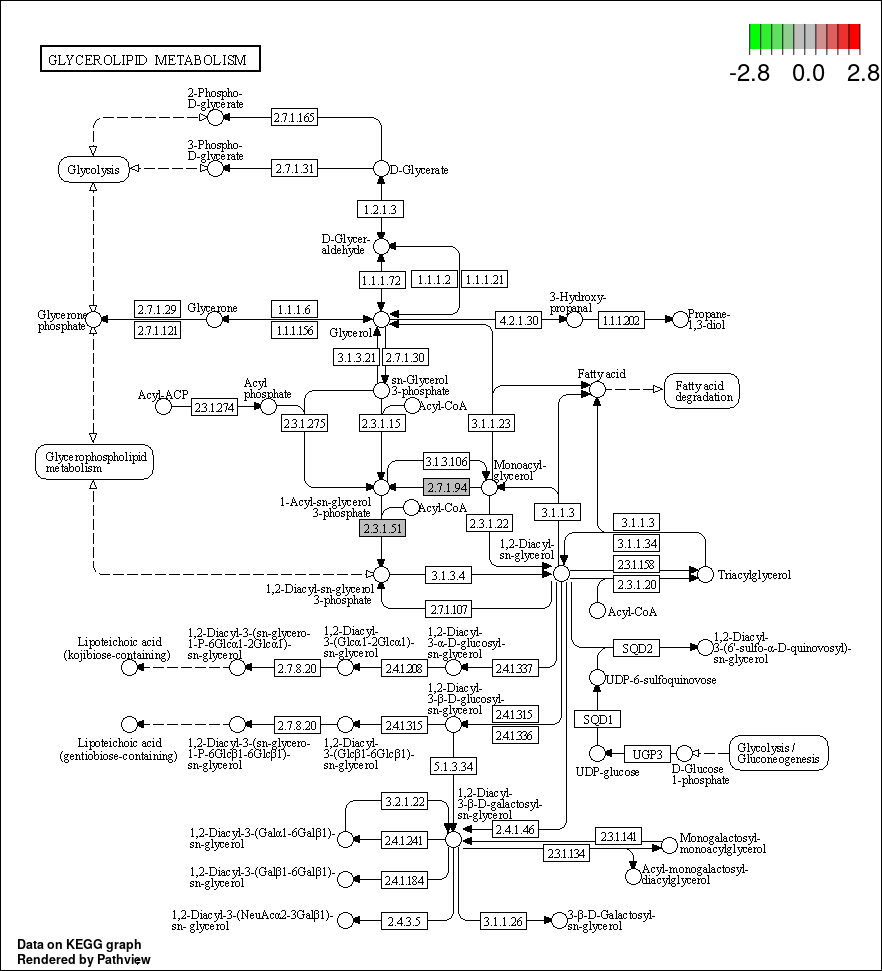 -2.8 0.0 2.8
GLYCEROLIPID METABOLISM
2-Phospho-
D-glycerate
2.7.1.165
3-Phospho-
D-glycerate
Glycolysis
2.7.1.31
D-Glycerate
1.2.1.3
D-Glycer-
aldehyde
1.1.1.72
1.1.1.2
1.1.1.21
Glycerone
phosphate
2.7.1.29
2.7.1.121
Glycerone
1.1.1.6
1.1.1.156
Glycerol
4.2.1.30
3-Hydroxy-
propanal
1.1.1202
Propane-
1,3-diol
3.1.3.21
2.7.1.30
sn-Glycerol
3-phosphate
Fatty acid
Fatty acid
degradation
Acyl-ACP
2.3.1.274
Acyl
phosphate
2.3.1.275
2.3.1.15
Acyl-CoA
3.1.1.23
Glycerophospholipid
metabolism
3.1.3.106
Monoacyl-
glycerol
2.7.1.94
1-Acyl-sn-glycerol
3-phosphate
Acyl-CoA
2.3.1.51
2.3.1.22
3.1.1.3
3.1.1.3
3.1.1.34
1,2-Diacyl-
sn-glycerol
2.3.1.158
2.3.1.20
Triacylglycerol
3.1.3.4
1,2-Diacyl-sn-glycerol
3-phosphate
2.7.1.107
Acyl-CoA
Lipoteichoic acid
(kojibiose-containing)
1,2-Diacyl-3-(sn-glycero-
1-P-6Glcα1-2Glcα1)-
sn-glycerol
2.7.8.20
1,2-Diacyl-
3-(Glcα1-2Glcα1)-
sn-glycerol
2.4.1.208
1,2-Diacyl-
3-α-D-glucosyl-
sn-glycerol
2.4.1.337
SQD2
1,2-Diacyl-
3-(6'-sulfo-α-D-quinovosyl)-
sn-glycerol
UDP-6-sulfoquinovose
1,2-Diacyl-
3-β-D-glucosyl-
sn-glycerol
2.4.1.315
2.4.1.336
SQD1
Lipoteichoic acid
(gentiobiose-containing)
1,2-Diacyl-3-(sn-glycero-
1-P-6Glcβ1-6Glcβ1)-
sn-glycerol
2.7.8.20
1,2-Diacyl-
3-(Glcβ1-6Glcβ1)-
sn-glycerol
2.4.1.315
UDP-glucose
UGP3
D-Glucose
1-phosphate
Glycolysis /
Gluconeogenesis
5.1.3.34
3.2.1.22
1,2-Diacyl-
3-β-D-galactosyl-
sn-glycerol
2.4.1.46
1,2-Diacyl-3-(Galα1-6Galβ1)-
sn-glycerol
2.4.1.241
2.3.1.141
2.3.1.134
Monogalactosyl-
monoacylglycerol
Acyl-monogalactosyl-
diacylglycerol
1,2-Diacyl-3-(Galβ1-6Galβ1)-
sn-glycerol
2.4.1.184
1,2-Diacyl-3-(NeuAcα2-3Galβ1)-
sn- glycerol
2.4.3.5
3.1.1.26
3-β-D-Galactosyl-
sn-glycerol
Data on KEGG graph
Rendered by Pathview